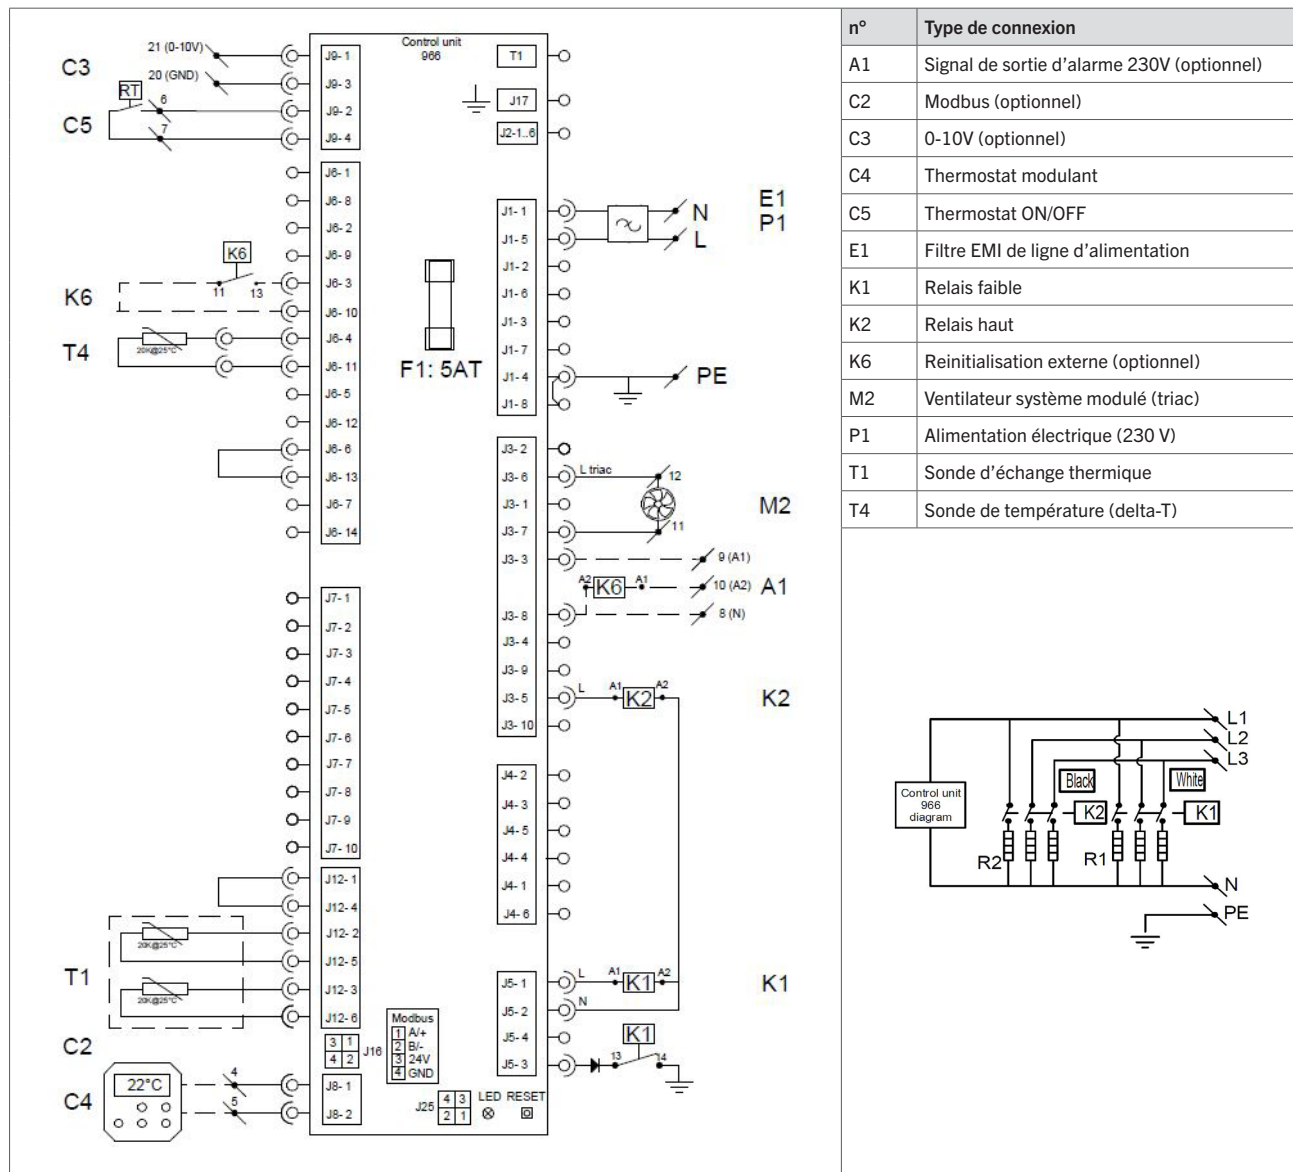 Control unit
966
C3
21 (0-10V)
20 (GND)
RT
6
C5
7
J9- 1
J9- 3
J9- 2
J9- 4
J6- 1
J6- 8
J6- 2
J6- 9
J6- 3
J6- 10
J6- 4
J6- 11
J6- 5
J6- 12
J6- 6
J6- 13
J6- 7
J6- 14
K6
K6
11
13
T4
20K@25°C
J7- 1
J7- 2
J7- 3
J7- 4
J7- 5
J7- 6
J7- 7
J7- 8
J7- 9
J7- 10
J12- 1
J12- 4
J12- 2
J12- 5
J12- 3
J12- 6
T1
20K@25°C
20K@25°C
C2
C4
22°C
4
5
J8- 1
J8- 2
3 1
4 2
J16
Modbus
1 A/+
2 B/-
3 24V
4 GND
J25
4 3
2 1
LED RESET
F1: 5AT
T1
J17
J2-1..6
J1- 1
J1- 5
J1- 2
J1- 6
J1- 3
J1- 7
J1- 4
J1- 8
N
L
E1
P1
PE
J3- 2
J3- 6
J3- 1
J3- 7
J3- 3
J3- 8
J3- 4
J3- 9
J3- 5
J3- 10
L triac
12
11
M2
9 (A1)
A2 K6 A1
10 (A2)
A1
8 (N)
L
A1 K2 A2
K2
J4- 2
J4- 3
J4- 5
J4- 4
J4- 1
J4- 6
J5- 1
J5- 2
J5- 4
J5- 3
L
A1 K1 A2
N
K1
K1
13
14
n° Type de connexion
A1 Signal de sortie d’alarme 230V (optionnel)
C2 Modbus (optionnel)
C3 0-10V (optionnel)
C4 Thermostat modulant
C5 Thermostat ON/OFF
E1 Filtre EMI de ligne d’alimentation
K1 Relais faible
K2 Relais haut
K6 Reinitialisation externe (optionnel)
M2 Ventilateur système modulé (triac)
P1 Alimentation électrique (230 V)
T1 Sonde d’échange thermique
T4 Sonde de température (delta-T)
L1
L2
L3
Black
White
Control unit
966
diagram
K2
K1
R2
R1
N
PE